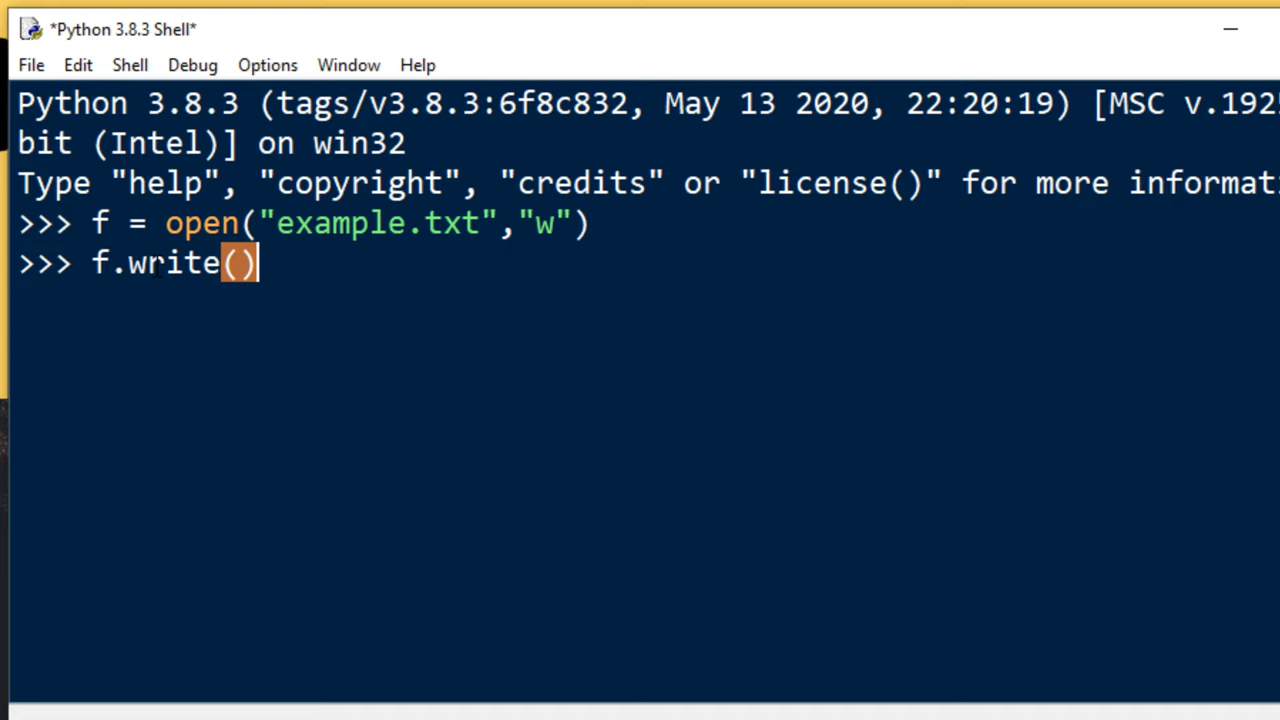 *Python 3.8.3 Shell*
File Edit Shell Debug Options Window Help
Python 3.8.3 (tags/v3.8.3:6f8c832, May 13 2020, 22:20:19) [MSC v.192
bit (Intel)] on win32
Type "help", "copyright", "credits" or "license()" for more informat
>>> f = open("example.txt","w")
>>> f.write()